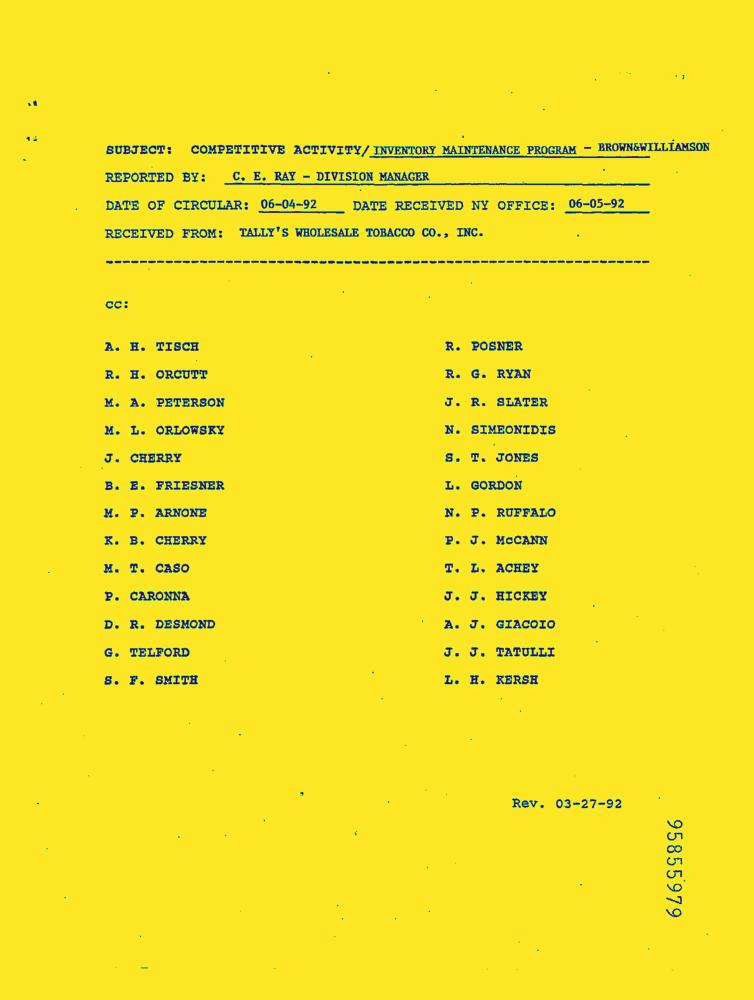 SUBJECT: COMPETITIVE ACTIVITY/INVENTORY MAINTENANCE PROGRAM - BROWN&WILLIAMSON
REPORTED BY: C. E. RAY - DIVISION MANAGER
DATE OF CIRCULAR: 06-04-92 DATE RECEIVED NY OFFICE: 06-05-92
RECEIVED FROM: TALLY'S WHOLESALE TOBACCO CO., INC.
cc:
A. H. TISCH
R. H. ORCUTT
M. A. PETERSON
M. L. ORLOWSKY
J. CHERRY
B. E. FRIESNER
M. P. ARNONE
K. B. CHERRY
M. T. CASO
P. CARONNA
D. R. DESMOND
G. TELFORD
S. F. SMITH
R. POSNER
R. G. RYAN
J. R. SLATER
N. SIMEONIDIS
S. T. JONES
L. GORDON
N. P. RUFFALO
P. J. McCANN
T. L. ACHEY
J. J. HICKEY
A. J. GIACOIO
J. J. TATULLI
L. H. KERSH
Rev. 03-27-92
95855979